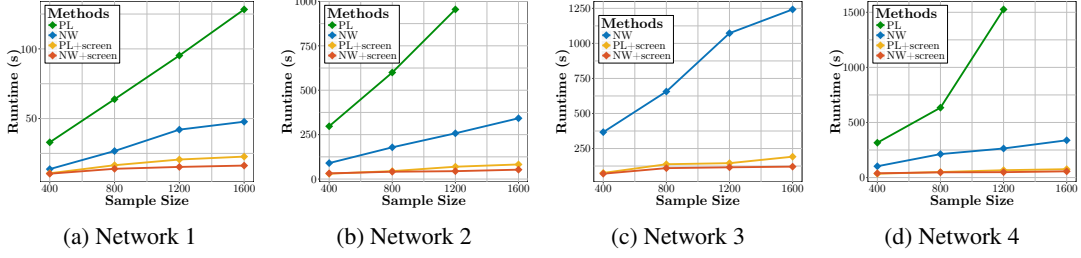 Methods
PL
NW
PL+screen
NW+screen
Runtime (s)
100
50
400 800 1200 1600
Sample Size
(a) Network 1
Methods
PL
NW
PL+screen
NW+screen
Runtime (s)
1000
750
500
250
0
400 800 1200 1600
Sample Size
(b) Network 2
Methods
NW
PL+screen
NW+screen
Runtime (s)
1250
1000
750
500
250
400 800 1200 1600
Sample Size
(c) Network 3
Methods
PL
NW
PL+screen
NW+screen
Runtime (s)
1500
1000
500
0
400 800 1200 1600
Sample Size
(d) Network 4